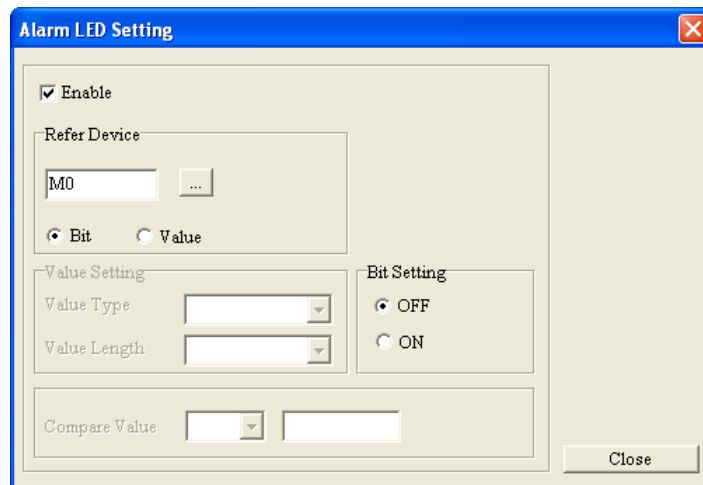 Alarm LED Setting
Enable
Refer Device
M0
...
Bit
Value
Value Setting
Bit Setting
Value Type
OFF
Value Length
ON
Compare Value
Close